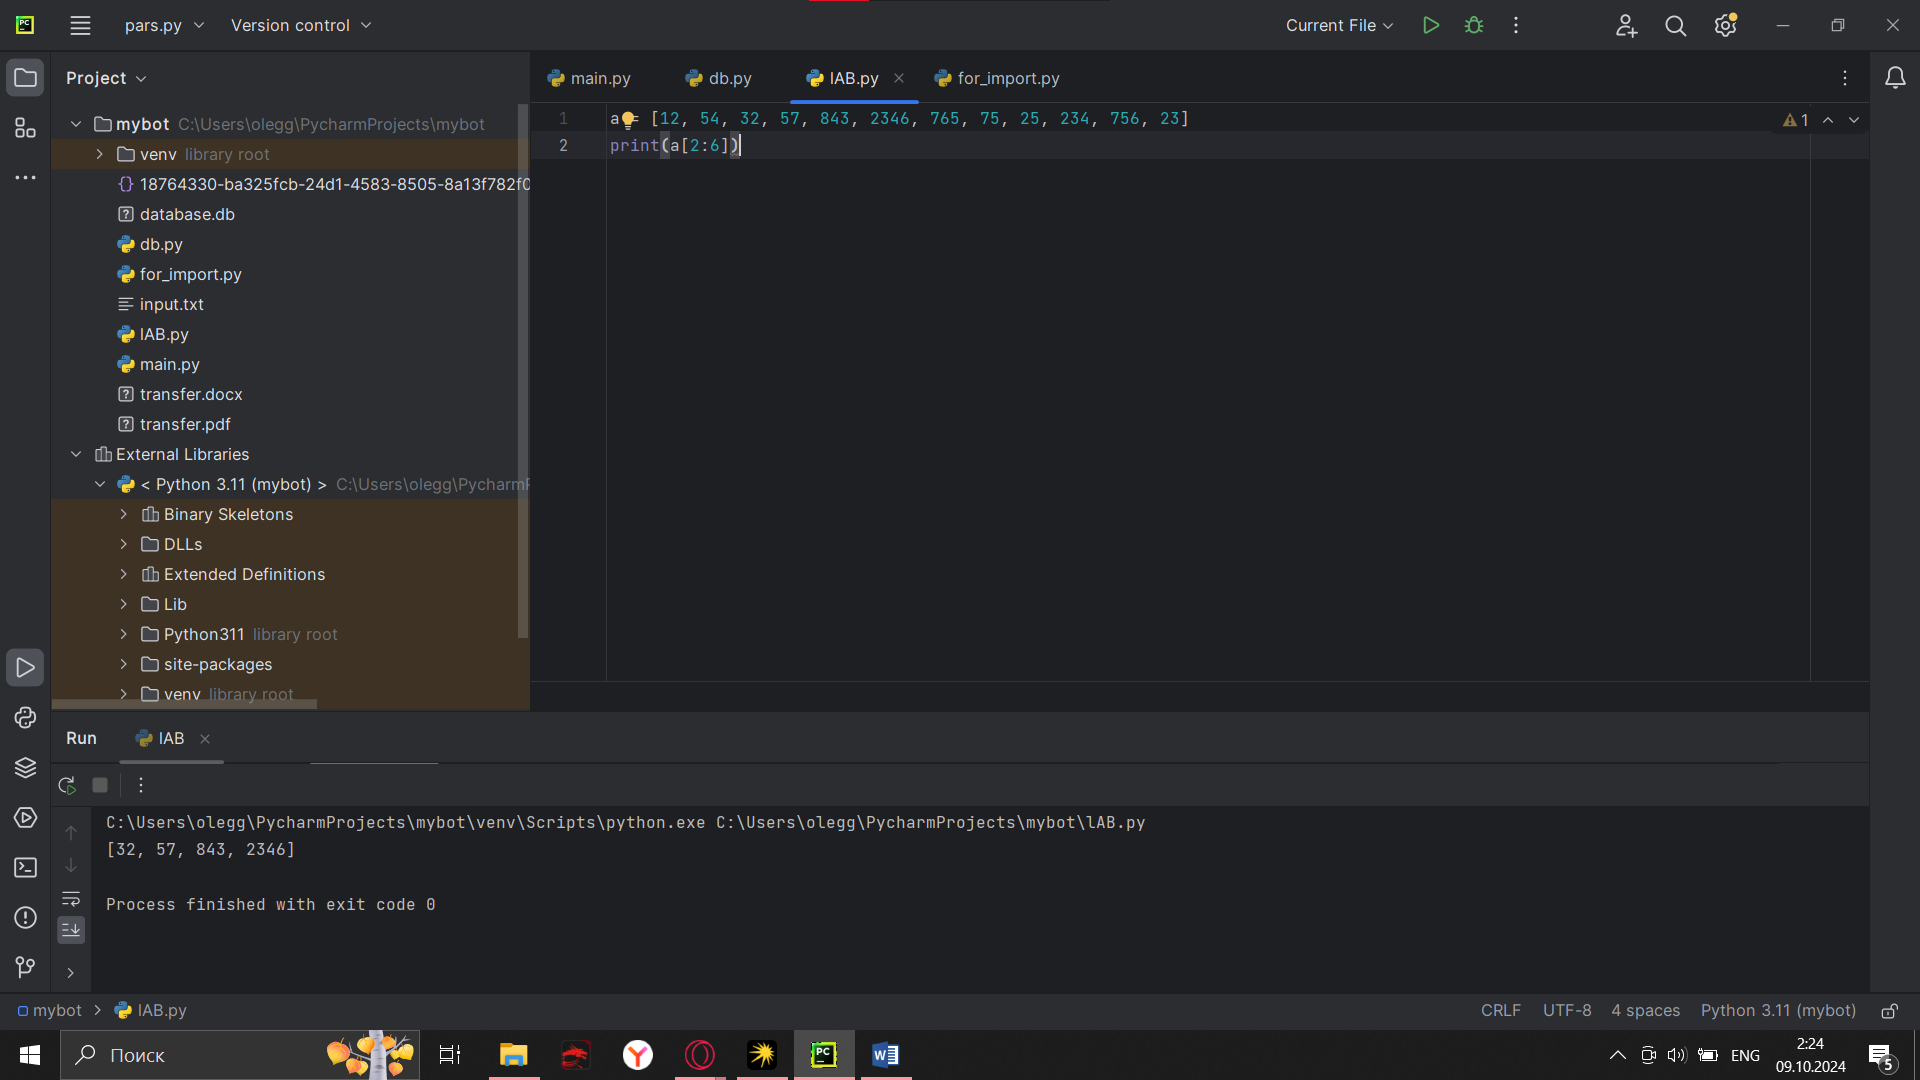 PC
pars.py
Version control
Current File
Project
main.py
db.py
lAB.py
for_import.py
mybot C:\Users\olegg\PycharmProjects\mybot
venv library root
18764330-ba325fcb-24d1-4583-8505-8a13f782f0
database.db
db.py
for_import.py
input.txt
lAB.py
main.py
transfer.docx
transfer.pdf
External Libraries
< Python 3.11 (mybot) > C:\Users\olegg\Pycharm
Binary Skeletons
DLLs
Extended Definitions
Lib
Python311 library root
site-packages
venv library root
1 a = [12, 54, 32, 57, 843, 2346, 765, 75, 25, 234, 756, 23]
2 print(a[2:6])
1
Run
lAB
C:\Users\olegg\PycharmProjects\mybot\venv\Scripts\python.exe C:\Users\olegg\PycharmProjects\mybot\lAB.py
[32, 57, 843, 2346]
Process finished with exit code 0
mybot > lAB.py
CRLF UTF-8 4 spaces Python 3.11 (mybot)
Поиск
ENG
2:24
09.10.2024
5